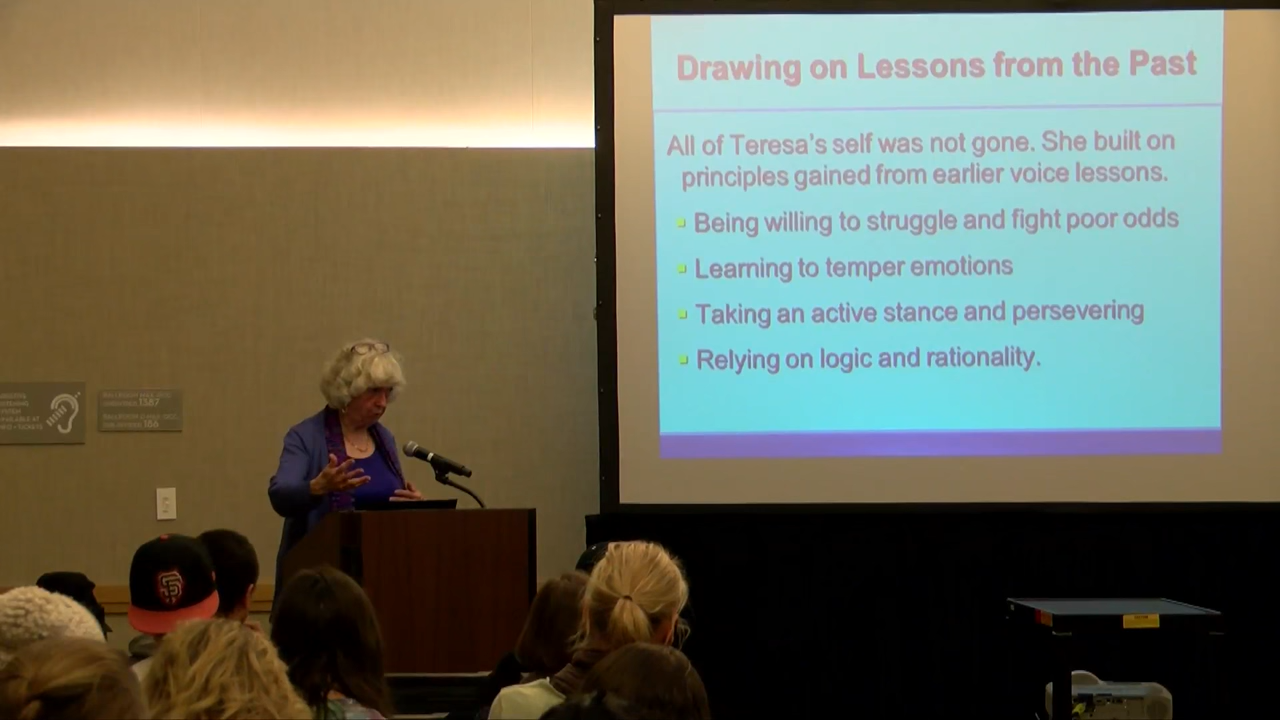 Drawing on Lessons from the Past
All of Teresa's self was not gone. She built on
principles gained from earlier voice lessons.
Being willing to struggle and fight poor odds
Learning to temper emotions
Taking an active stance and persevering
Relying on logic and rationality.
1387
186
SF